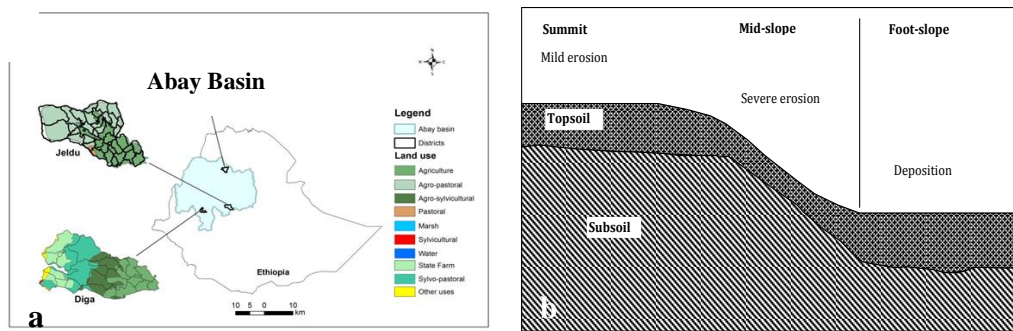 Abay Basin
N
Jeldu
Diga
Ethiopia
Legend
Abay basin
Districts
Land use
Agriculture
Agro-pastoral
Agro-sylvicultural
Pastoral
Marsh
Sylvicultural
Water
State Farm
Sylvo-pastoral
Other uses
10 5 0 10
km
a
Summit Mid-slope Foot-slope
Mild erosion
Severe erosion
Topsoil
Deposition
Subsoil
b